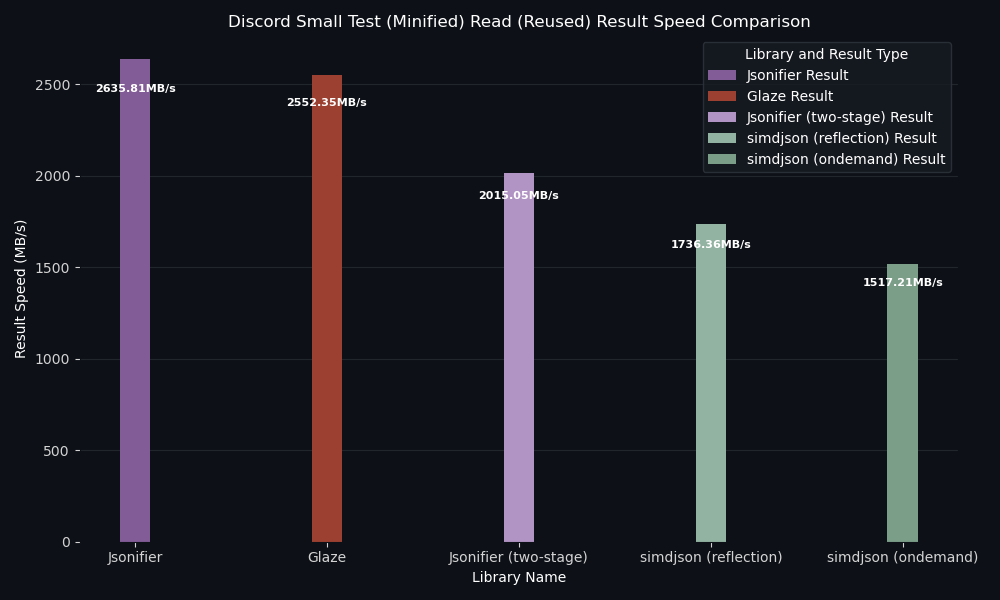 Discord Small Test (Minified) Read (Reused) Result Speed Comparison
Library and Result Type
Jsonifier Result
Glaze Result
Jsonifier (two-stage) Result
simdjson (reflection) Result
simdjson (ondemand) Result
Result Speed (MB/s)
2500
2000
1500
1000
500
0
2635.81MB/s
2552.35MB/s
2015.05MB/s
1736.36MB/s
1517.21MB/s
Jsonifier
Glaze
Jsonifier (two-stage)
simdjson (reflection)
simdjson (ondemand)
Library Name